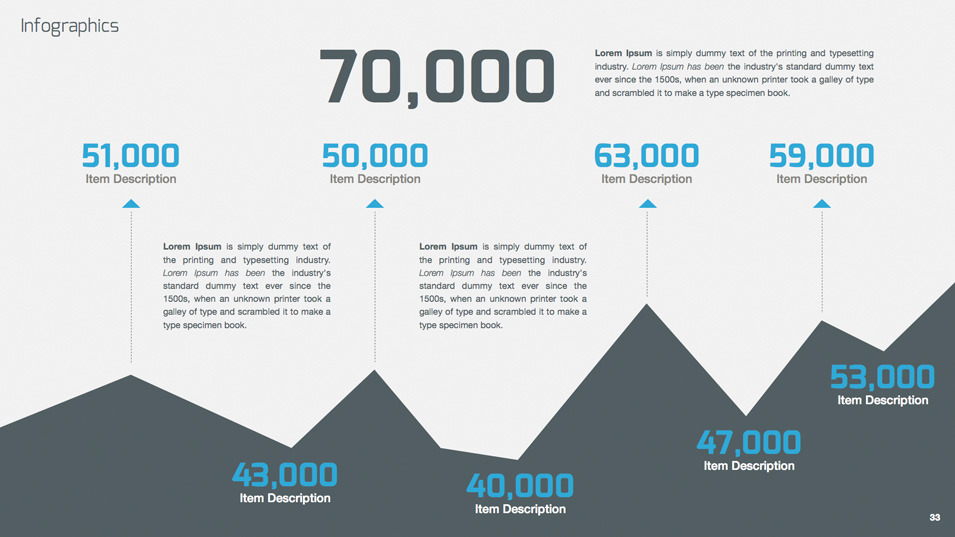 Infographics
70,000
Lorem Ipsum is simply dummy text of the printing and typesetting
industry. Lorem Ipsum has been the industry's standard dummy text
ever since the 1500s, when an unknown printer took a galley of type
and scrambled it to make a type specimen book.
51,000
Item Description
50,000
Item Description
63,000
Item Description
59,000
Item Description
Lorem Ipsum is simply dummy text of
the printing and typesetting industry.
Lorem Ipsum has been the industry's
standard dummy text ever since the
1500s, when an unknown printer took a
galley of type and scrambled it to make a
type specimen book.
Lorem Ipsum is simply dummy text of
the printing and typesetting industry.
Lorem Ipsum has been the industry's
standard dummy text ever since the
1500s, when an unknown printer took a
galley of type and scrambled it to make a
type specimen book.
43,000
Item Description
40,000
Item Description
47,000
Item Description
53,000
Item Description
33